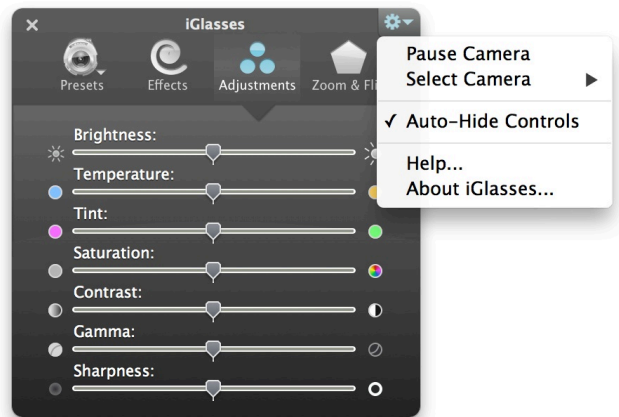 iGlasses
Presets
Effects
Adjustments
Zoom & Fli
Pause Camera
Select Camera
✓ Auto-Hide Controls
Help...
About iGlasses...
Brightness:
Temperature:
Tint:
Saturation:
Contrast:
Gamma:
Sharpness: